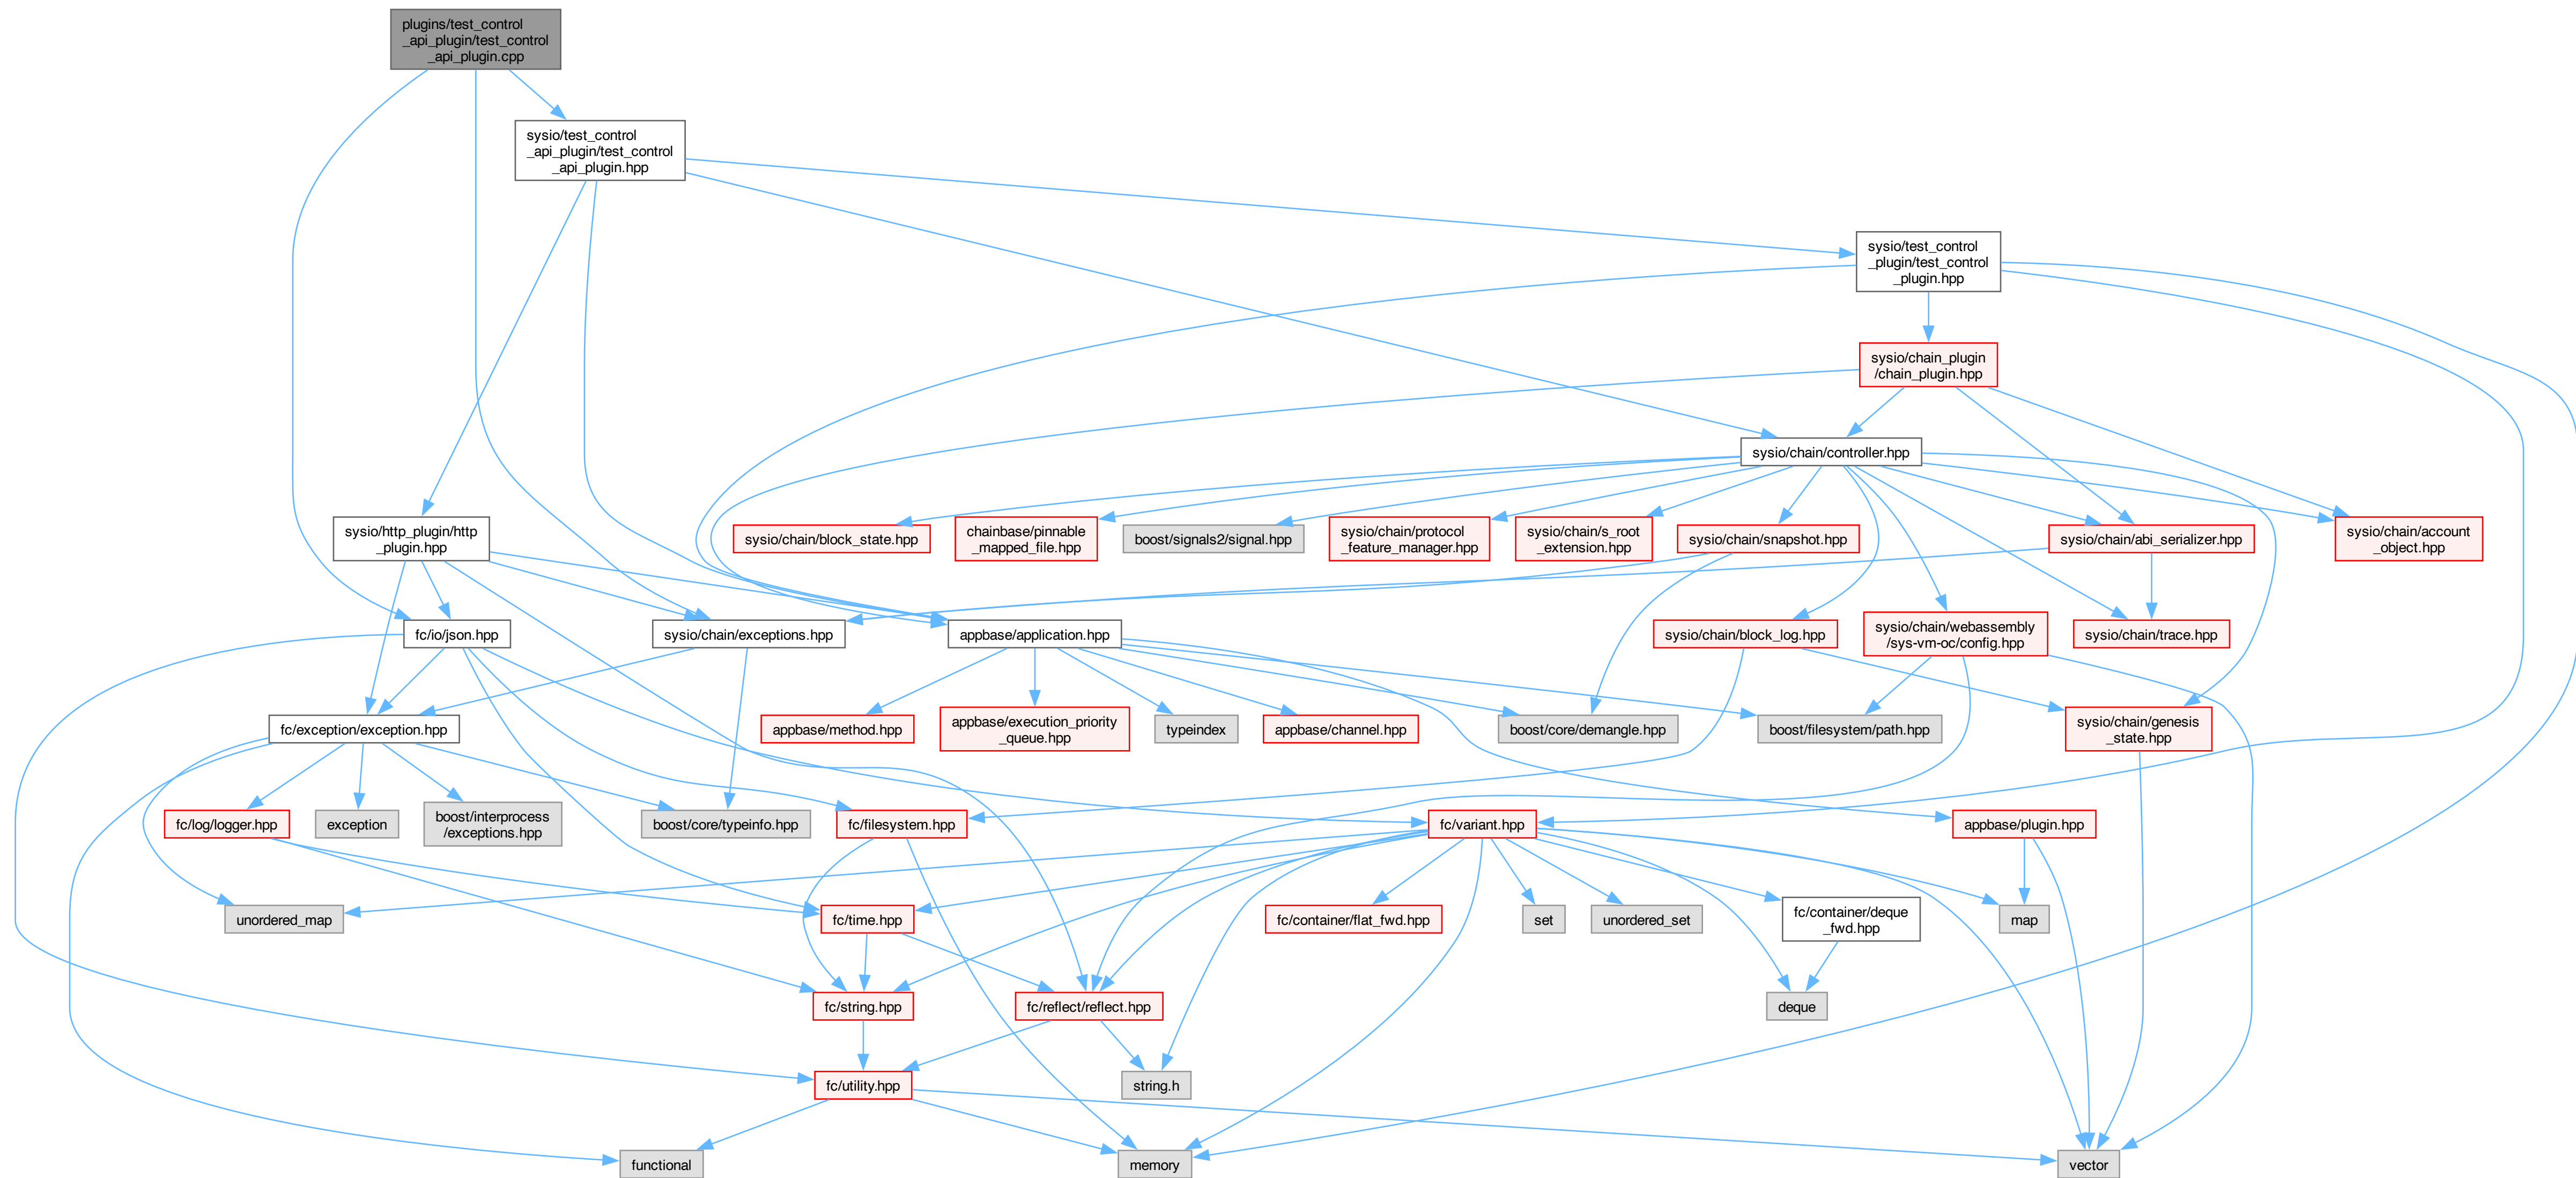 plugins/test_control
_api_plugin/test_control
_api_plugin.cpp
sysio/test_control
_api_plugin/test_control
_api_plugin.hpp
sysio/test_control
_plugin/test_control
_plugin.hpp
sysio/chain_plugin
/chain_plugin.hpp
sysio/chain/controller.hpp
sysio/http_plugin/http
_plugin.hpp
sysio/chain/block_state.hpp
chainbase/pinnable
_mapped_file.hpp
boost/signals2/signal.hpp
sysio/chain/protocol
_feature_manager.hpp
sysio/chain/s_root
_extension.hpp
sysio/chain/snapshot.hpp
sysio/chain/abi_serializer.hpp
sysio/chain/account
_object.hpp
fc/io/json.hpp
sysio/chain/exceptions.hpp
appbase/application.hpp
sysio/chain/block_log.hpp
sysio/chain/webassembly
/sys-vm-oc/config.hpp
sysio/chain/trace.hpp
fc/exception/exception.hpp
appbase/method.hpp
appbase/execution_priority
_queue.hpp
typeindex
appbase/channel.hpp
boost/core/demangle.hpp
boost/filesystem/path.hpp
sysio/chain/genesis
_state.hpp
fc/log/logger.hpp
exception
boost/interprocess
/exceptions.hpp
boost/core/typeinfo.hpp
fc/filesystem.hpp
fc/variant.hpp
appbase/plugin.hpp
unordered_map
fc/time.hpp
fc/container/flat_fwd.hpp
set
unordered_set
fc/container/deque
_fwd.hpp
map
fc/string.hpp
fc/reflect/reflect.hpp
deque
fc/utility.hpp
string.h
functional
memory
vector